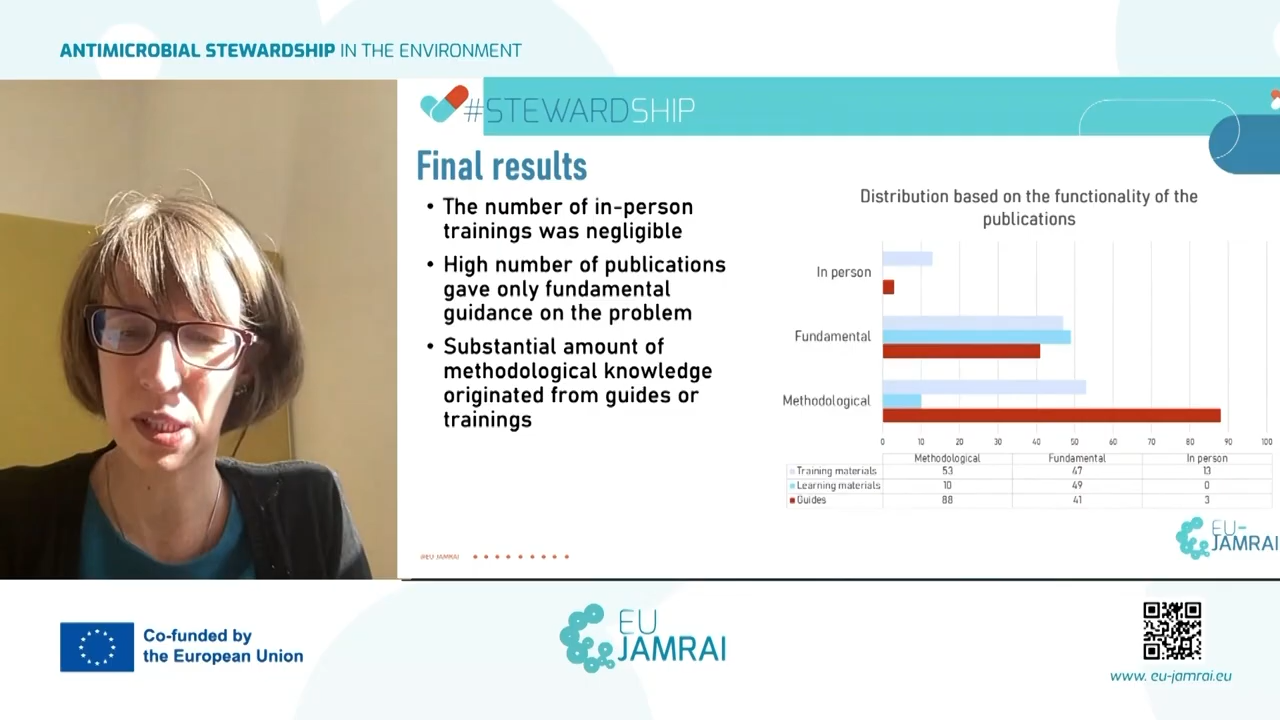 ANTIMICROBIAL STEWARDSHIP IN THE ENVIRONMENT
#STEWARDSHIP
Final results
• The number of in-person
trainings was negligible
• High number of publications
gave only fundamental
guidance on the problem
• Substantial amount of
methodological knowledge
originated from guides or
trainings
Distribution based on the functionality of the
publications
In person
Fundamental
Methodological
0 10 20 30 40 50 60 70 80 90 100
Methodological Fundamental In person
Training materials 53 47 13
Learning materials 10 49 0
Guides 88 41 3
@EU JAMRAI
EU-
JAMRAI
Co-funded by
the European Union
EU
JAMRAI
www. eu-jamrai.eu